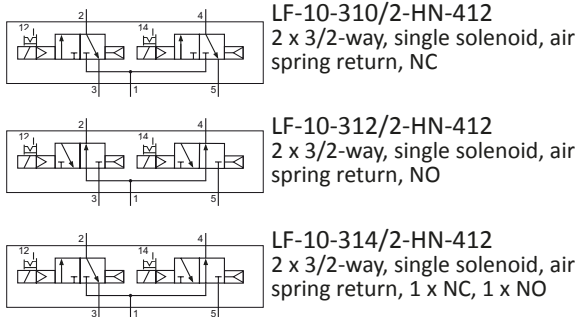 12 2 14 4
3 1 5
LF-10-310/2-HN-412
2 x 3/2-way, single solenoid, air
spring return, NC
12 2 14 4
3 1 5
LF-10-312/2-HN-412
2 x 3/2-way, single solenoid, air
spring return, NO
12 2 14 4
3 1 5
LF-10-314/2-HN-412
2 x 3/2-way, single solenoid, air
spring return, 1 x NC, 1 x NO